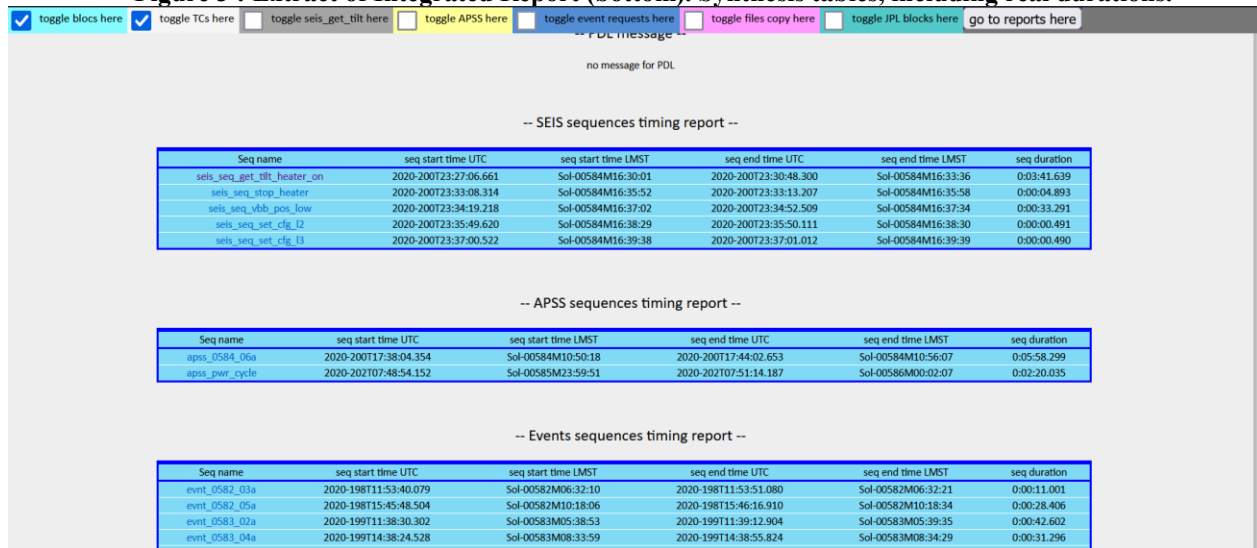 Figure 3 : Extract of Integrated Report (bottom): Synthesis tables, including real durations.
toggle blocs here toggle TCs here toggle seis_get_tilt here toggle APSS here toggle event requests here toggle files copy here toggle JPL blocks here go to reports here
-- PDL message --
no message for PDL
-- SEIS sequences timing report --
Seq name seq start time UTC seq start time LMST seq end time UTC seq end time LMST seq duration
seis_seq_get_tilt_heater_on 2020-200T23:27:06.661 Sol-00584M16:30:01 2020-200T23:30:48.300 Sol-00584M16:33:36 0:03:41.639
seis_seq_stop_heater 2020-200T23:33:08.314 Sol-00584M16:35:52 2020-200T23:33:13.207 Sol-00584M16:35:58 0:00:04.893
seis_seq_vbb_pos_low 2020-200T23:34:19.218 Sol-00584M16:37:02 2020-200T23:34:52.509 Sol-00584M16:37:34 0:00:33.291
seis_seq_set_cfg_l2 2020-200T23:35:49.620 Sol-00584M16:38:29 2020-200T23:35:50.111 Sol-00584M16:38:30 0:00:00.491
seis_seq_set_cfg_l3 2020-200T23:37:00.522 Sol-00584M16:39:38 2020-200T23:37:01.012 Sol-00584M16:39:39 0:00:00.490
-- APSS sequences timing report --
Seq name seq start time UTC seq start time LMST seq end time UTC seq end time LMST seq duration
apss_0584_06a 2020-200T17:38:04.354 Sol-00584M10:50:18 2020-200T17:44:02.653 Sol-00584M10:56:07 0:05:58.299
apss_pwr_cycle 2020-202T07:48:54.152 Sol-00585M23:59:51 2020-202T07:51:14.187 Sol-00586M00:02:07 0:02:20.035
-- Events sequences timing report --
Seq name seq start time UTC seq start time LMST seq end time UTC seq end time LMST seq duration
evnt_0582_03a 2020-198T11:53:40.079 Sol-00582M06:32:10 2020-198T11:53:51.080 Sol-00582M06:32:21 0:00:11.001
evnt_0582_05a 2020-198T15:45:48.504 Sol-00582M10:18:06 2020-198T15:46:16.910 Sol-00582M10:18:34 0:00:28.406
evnt_0583_02a 2020-199T11:38:30.302 Sol-00583M05:38:53 2020-199T11:39:12.904 Sol-00583M05:39:35 0:00:42.602
evnt_0583_04a 2020-199T14:38:24.528 Sol-00583M08:33:59 2020-199T14:38:55.824 Sol-00583M08:34:29 0:00:31.296